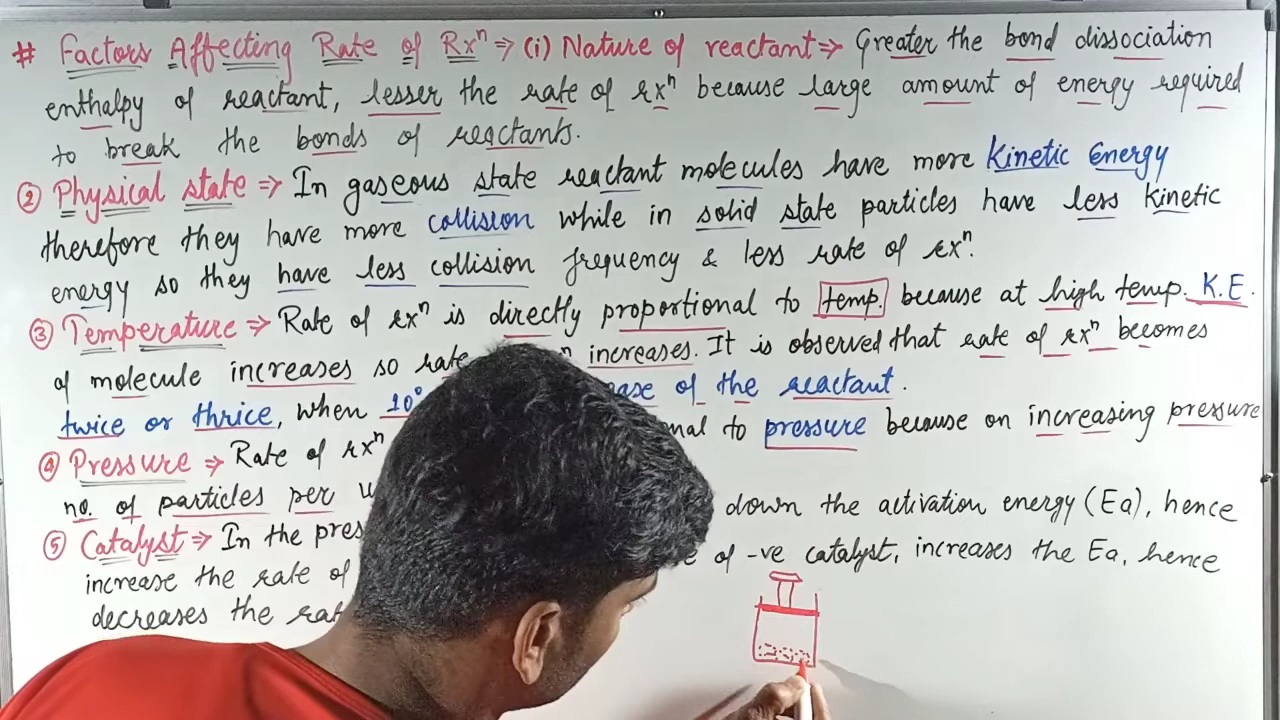 # Factors Affecting Rate of Rxⁿ ⇒ (i) Nature of reactant ⇒ Greater the bond dissociation
enthalpy of reactant, lesser the rate of rxⁿ because large amount of energy required
to break the bonds of reactants.
② Physical state ⇒ In gaseous state reactant molecules have more Kinetic Energy
therefore they have more collision while in solid state particles have less kinetic
energy so they have less collision frequency & less rate of rxⁿ.
③ Temperature ⇒ Rate of rxⁿ is directly proportional to temp. because at high temp. K.E.
of molecule increases so rate ⁿ increases. It is observed that rate of rxⁿ becomes
twice or thrice, when 10° ase of the reactant.
④ Pressure ⇒ Rate of rxⁿ nal to pressure because on increasing pressure
no. of particles per
⑤ Catalyst ⇒ In the pres down the activation energy (Ea), hence
increase the rate of e of -ve catalyst, increases the Ea, hence
decreases the rat